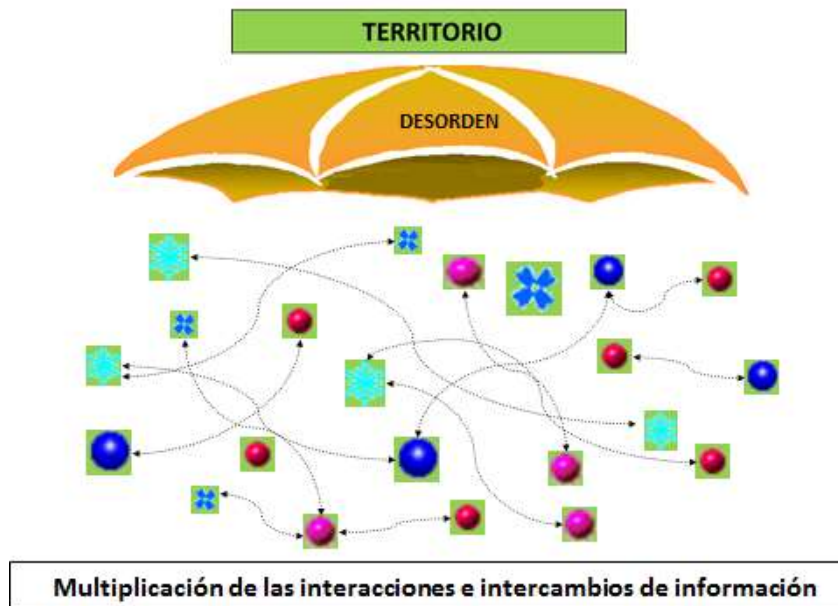 TERRITORIO
DESORDEN
Multiplicación de las interacciones e intercambios de información